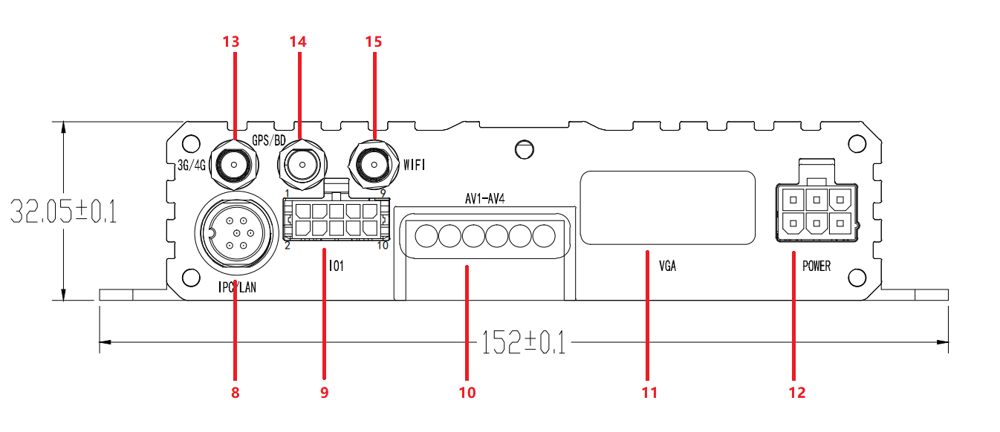 13 14 15
GPS/BD
3G/4G
WIFI
1 9
AV1-AV4
32.05±0.1
2 10
IO1
VGA
POWER
IPC/LAN
152±0.1
8 9 10 11 12